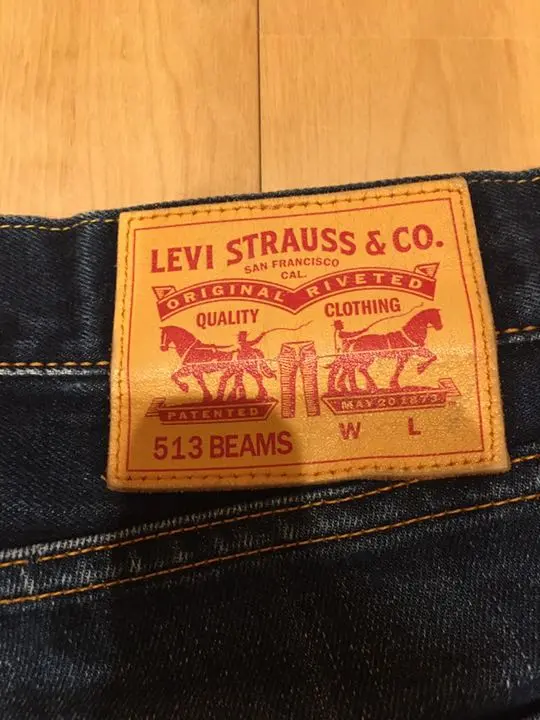 LEVI STRAUSS & CO.
SAN FRANCISCO
CAL.
ORIGINAL RIVETED
QUALITY CLOTHING
PATENTED MAY 20 1873
513 BEAMS W L